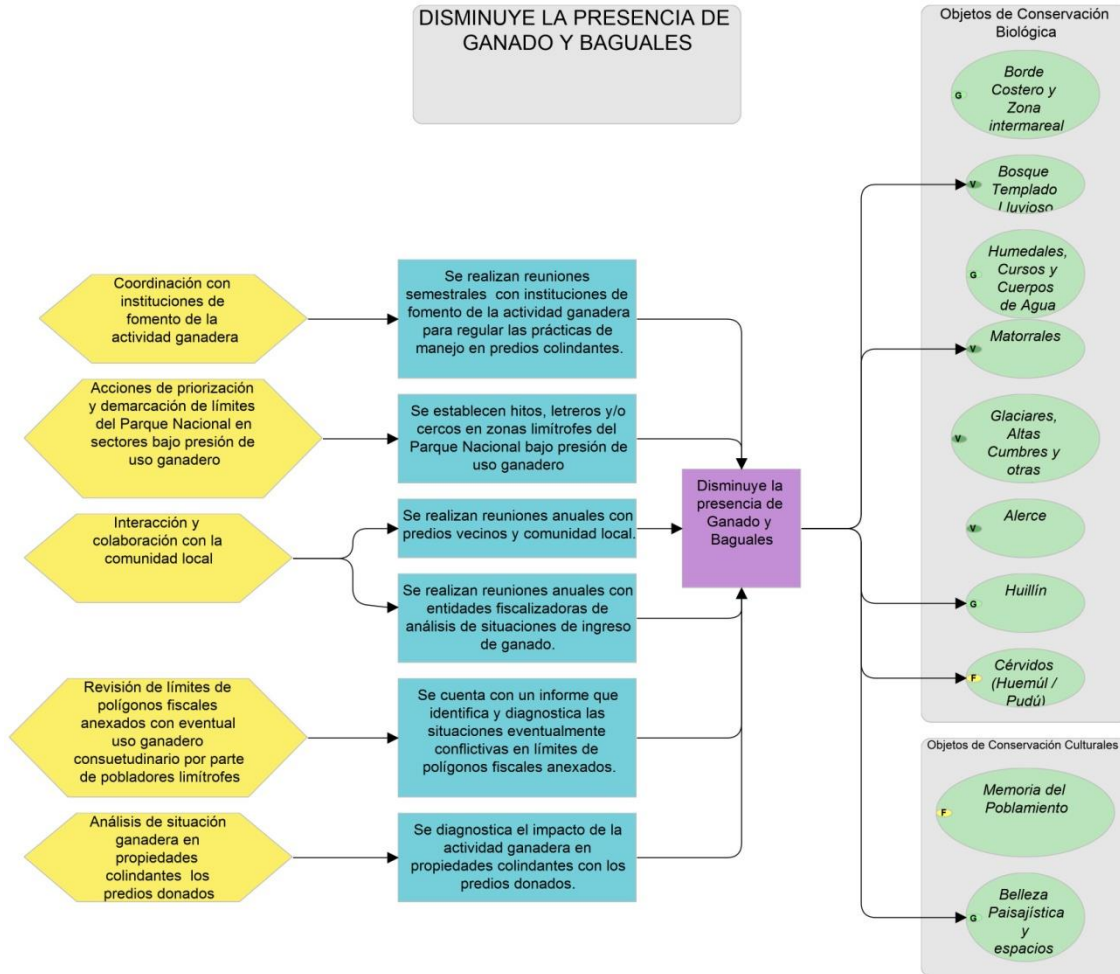 DISMINUYE LA PRESENCIA DE
GANADO Y BAGUALES
Coordinación con
instituciones de
fomento de la
actividad ganadera
Acciones de priorización
y demarcación de límites
del Parque Nacional en
sectores bajo presión de
uso ganadero
Interacción y
colaboración con la
comunidad local
Revisión de límites de
polígonos fiscales
anexados con eventual
uso ganadero
consuetudinario por parte
de pobladores limítrofes
Análisis de situación
ganadera en
propiedades
colindantes los
predios donados
Se realizan reuniones
semestrales con instituciones de
fomento de la actividad ganadera
para regular las prácticas de
manejo en predios colindantes.
Se establecen hitos, letreros y/o
cercos en zonas limítrofes del
Parque Nacional bajo presión de
uso ganadero
Se realizan reuniones anuales con
predios vecinos y comunidad local.
Se realizan reuniones anuales con
entidades fiscalizadoras de
análisis de situaciones de ingreso
de ganado.
Se cuenta con un informe que
identifica y diagnostica las
situaciones eventualmente
conflictivas en límites de
polígonos fiscales anexados.
Se diagnostica el impacto de la
actividad ganadera en
propiedades colindantes con los
predios donados.
Disminuye la
presencia de
Ganado y
Baguales
Objetos de Conservación
Biológica
Borde
Costero y
Zona
G
intermareal
Bosque
V
Templado
Lluvioso
Humedales,
Cursos y
G
Cuerpos
de Agua
Matorrales
V
Glaciares,
Altas
V
Cumbres y
otras
Alerce
V
Huillín
G
Cérvidos
F
(Huemúl /
Pudú)
Objetos de Conservación Culturales
Memoria del
Poblamiento
F
Belleza
Paisajística
G
y
espacios